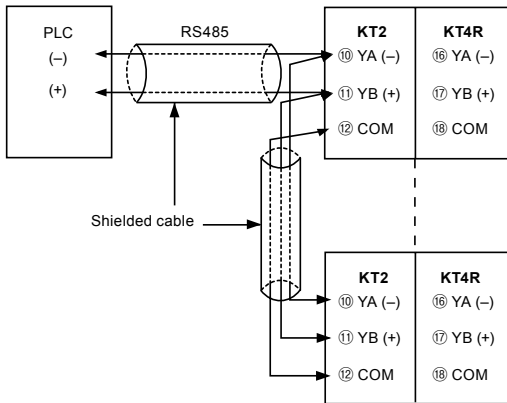 PLC
(–)
(+)
RS485
KT2
⑩ YA (–)
⑪ YB (+)
⑫ COM
KT4R
⑯ YA (–)
⑰ YB (+)
⑱ COM
Shielded cable
KT2
⑩ YA (–)
⑪ YB (+)
⑫ COM
KT4R
⑯ YA (–)
⑰ YB (+)
⑱ COM